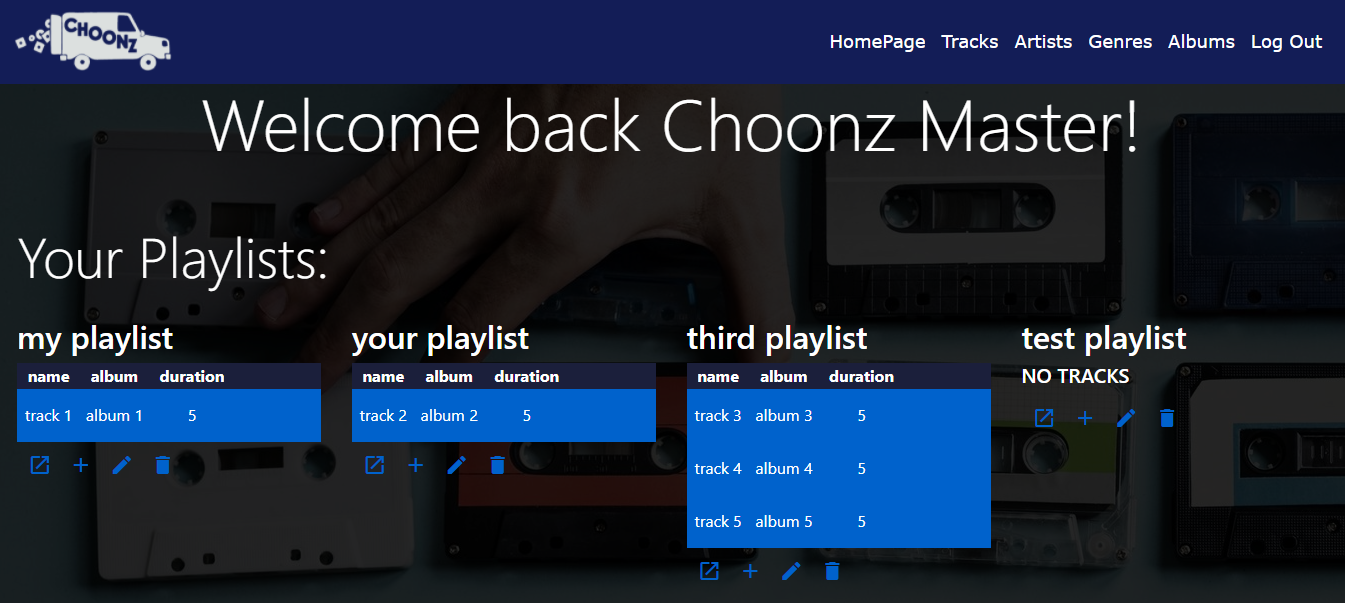 CHOONZ
HomePage Tracks Artists Genres Albums Log Out
Welcome back Choonz Master!
Your Playlists:
my playlist
name album duration
track 1 album 1 5
your playlist
name album duration
track 2 album 2 5
third playlist
name album duration
track 3 album 3 5
track 4 album 4 5
track 5 album 5 5
test playlist
NO TRACKS